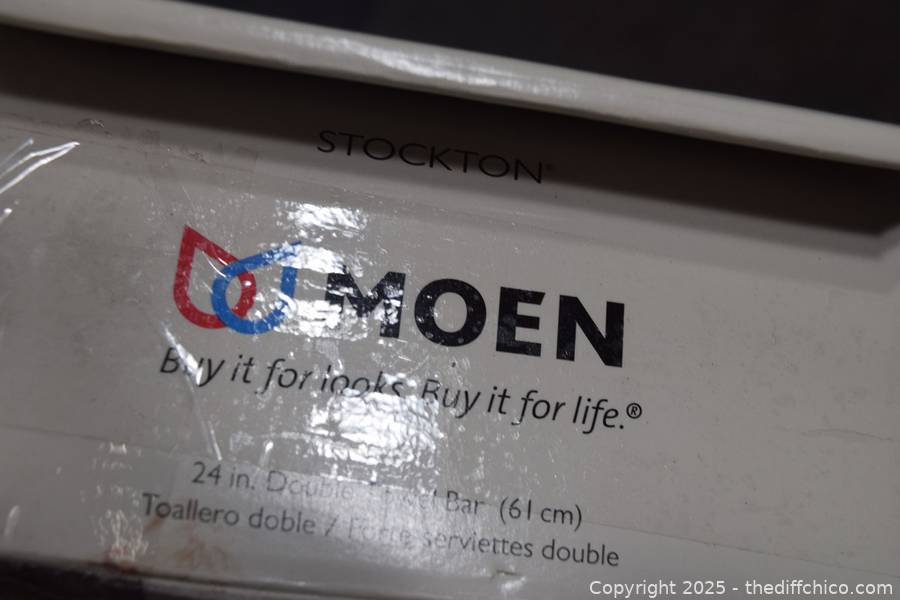 STOCKTON®
MOEN
Buy it for looks. Buy it for life.®
24 in. Double Towel Bar (61 cm)
Toallero doble / Porte serviettes double
Copyright 2025 - thediffchico.com